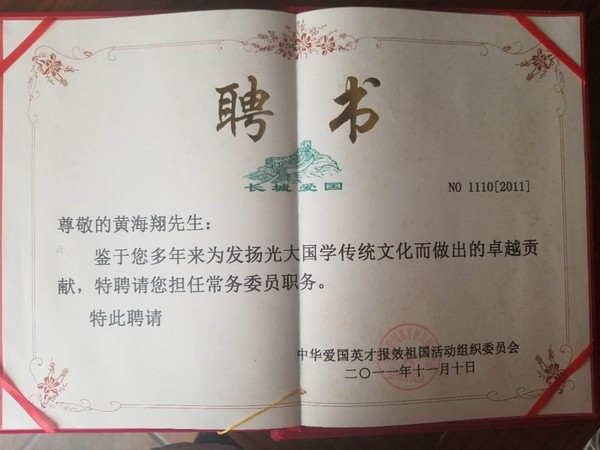 聘书
长城爱国
NO 1110[2011]
尊敬的黄海翔先生：
鉴于您多年来为发扬光大国学传统文化而做出的卓越贡
献，特聘请您担任常务委员职务。
特此聘请
中华爱国英才报效祖国活动组织委员会
二〇一一年十一月十日